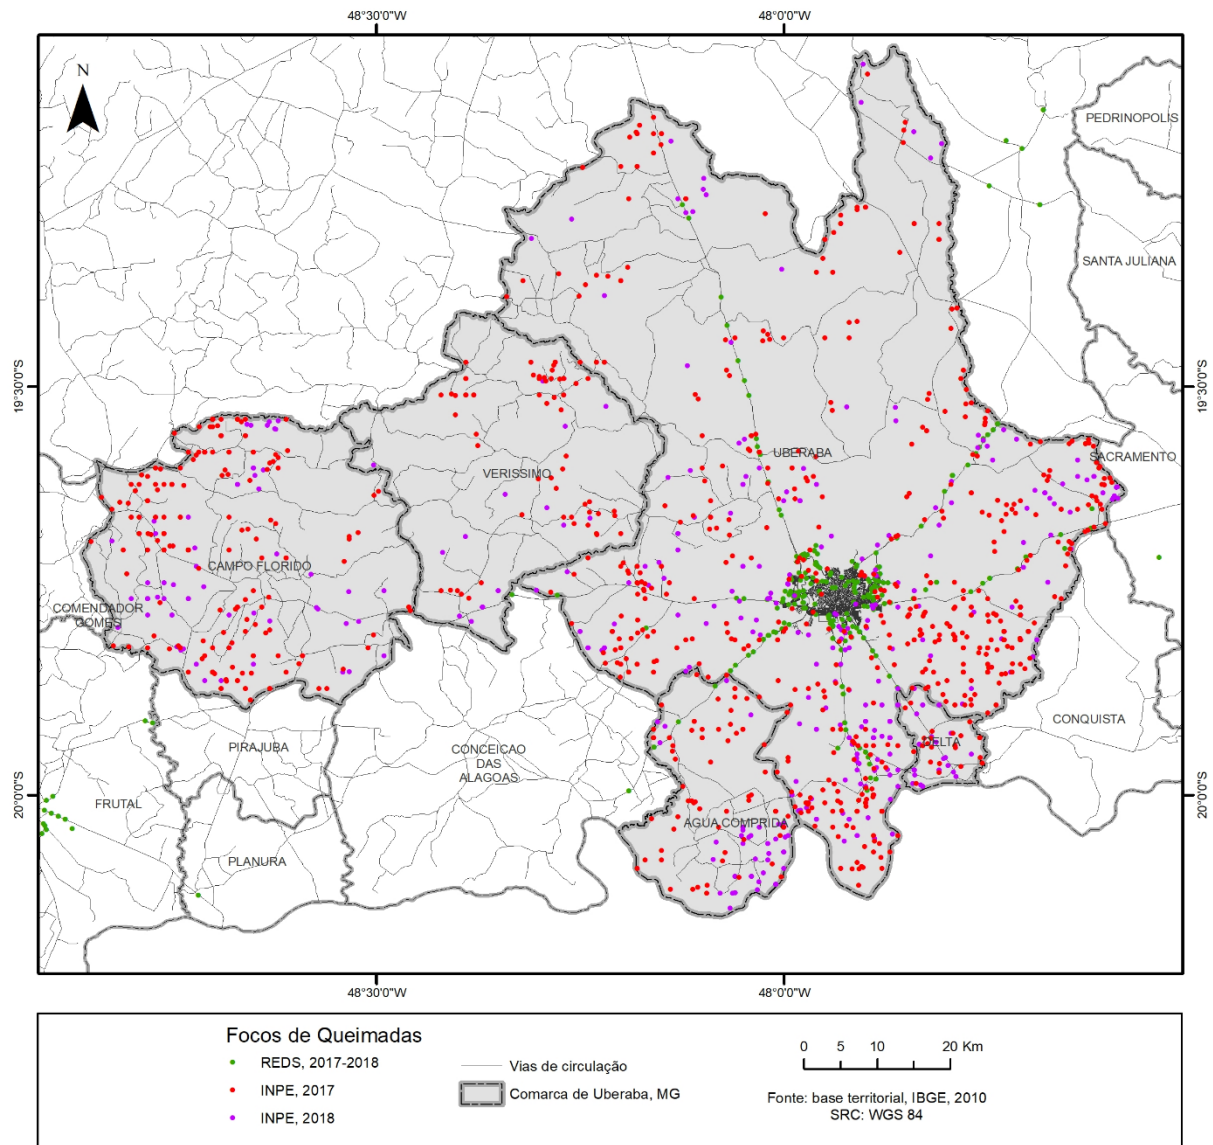 48°30'0"W
48°0'0"W
N
PEDRINOPOLIS
SANTA JULIANA
19°30'0"S
19°30'0"S
SACRAMENTO
UBERABA
VERISSIMO
CAMPO FLORIDO
COMENDADOR
GOMES
CONQUISTA
DELTA
PIRAJUBA
CONCEICAO
DAS
ALAGOAS
20°0'0"S
20°0'0"S
FRUTAL
AGUA COMPRIDA
PLANURA
48°30'0"W
48°0'0"W
Focos de Queimadas
REDS, 2017-2018
INPE, 2017
INPE, 2018
Vias de circulação
Comarca de Uberaba, MG
0 5 10 20 Km
Fonte: base territorial, IBGE, 2010
SRC: WGS 84